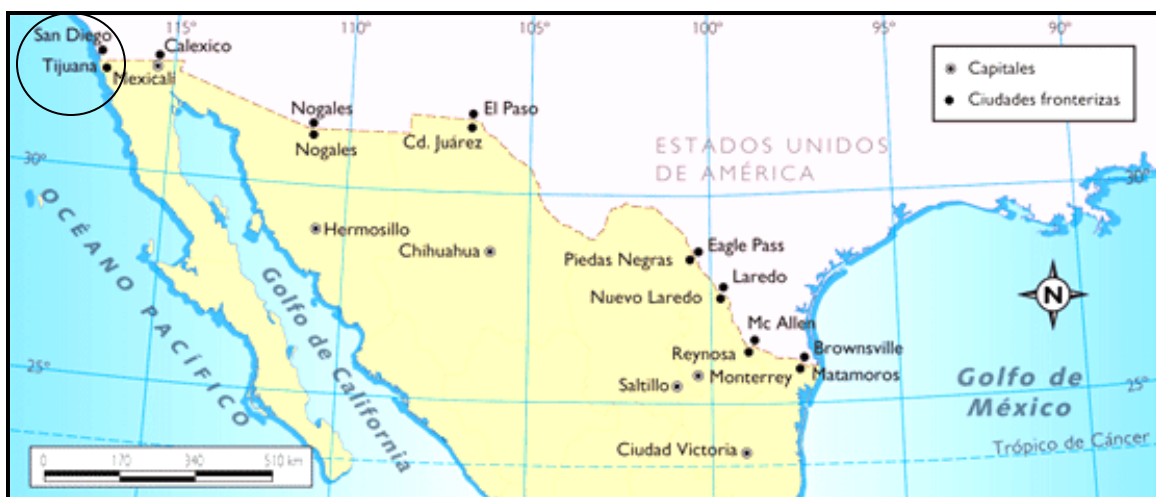 115°
110°
105°
100°
95°
San Diego
Calexico
Tijuana
Mexicali
Capitales
Ciudades fronterizas
Nogales
Nogales
El Paso
Cd. Juárez
ESTADOS UNIDOS
DE AMÉRICA
30°
30°
Hermosillo
Chihuahua
Eagle Pass
Piedas Negras
Laredo
Nuevo Laredo
N
OCÉANO PACÍFICO
Golfo de California
Mc Allen
Reynosa
Brownsville
Monterrey
Matamoros
Saltillo
25°
25°
Golfo de
México
Ciudad Victoria
Trópico de Cáncer
0 170 340 510 km